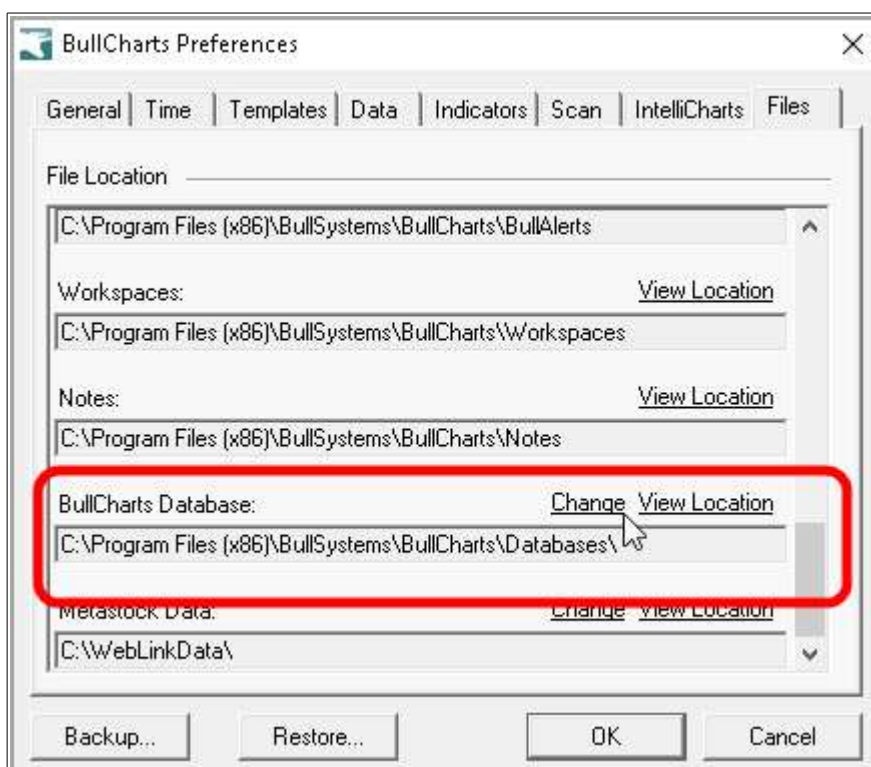 BullCharts Preferences
General Time Templates Data Indicators Scan IntelliCharts Files
File Location
C:\Program Files (x86)\BullSystems\BullCharts\BullAlerts
Workspaces: View Location
C:\Program Files (x86)\BullSystems\BullCharts\Workspaces
Notes: View Location
C:\Program Files (x86)\BullSystems\BullCharts\Notes
BullCharts Database: Change View Location
C:\Program Files (x86)\BullSystems\BullCharts\Databases\
Metastock Data: Change View Location
C:\WebLinkData\
Backup... Restore... OK Cancel